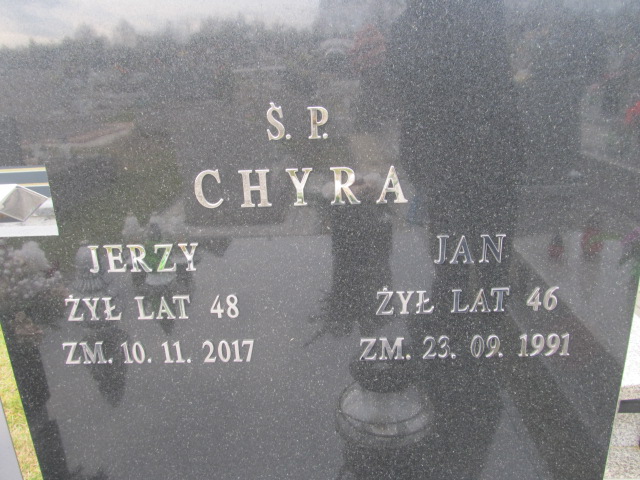 Ś. P.
CHYRA
JERZY
ŻYŁ LAT 48
ZM. 10. 11. 2017
JAN
ŻYŁ LAT 46
ZM. 23. 09. 1991